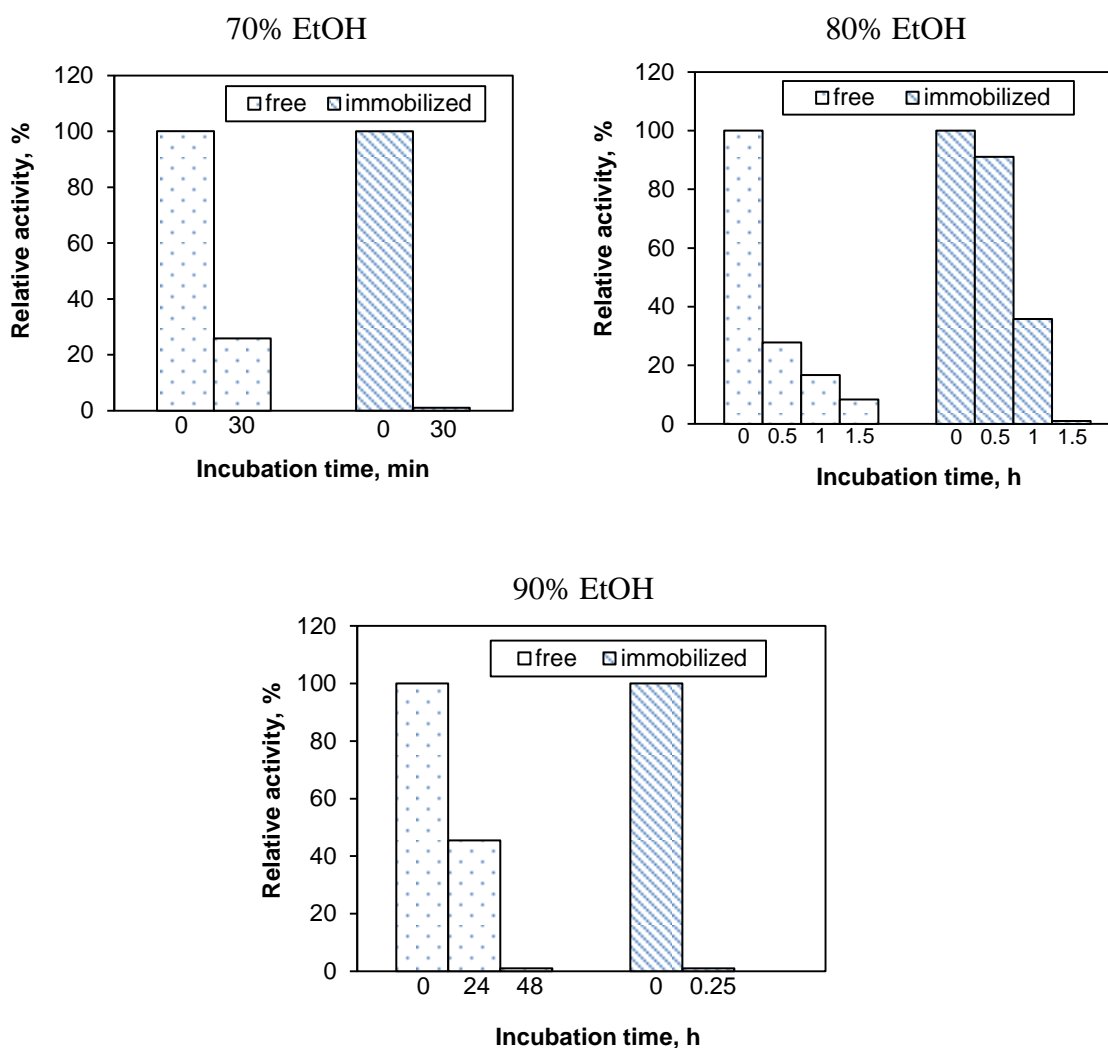 70% EtOH
120
100
80
60
40
20
0
Relative activity, %
free immobilized
0 30 0 30
Incubation time, min
80% EtOH
120
100
80
60
40
20
0
Relative activity, %
free immobilized
0 0.5 1 1.5 0 0.5 1 1.5
Incubation time, h
90% EtOH
120
100
80
60
40
20
0
Relative activity, %
free immobilized
0 24 48 0 0.25
Incubation time, h